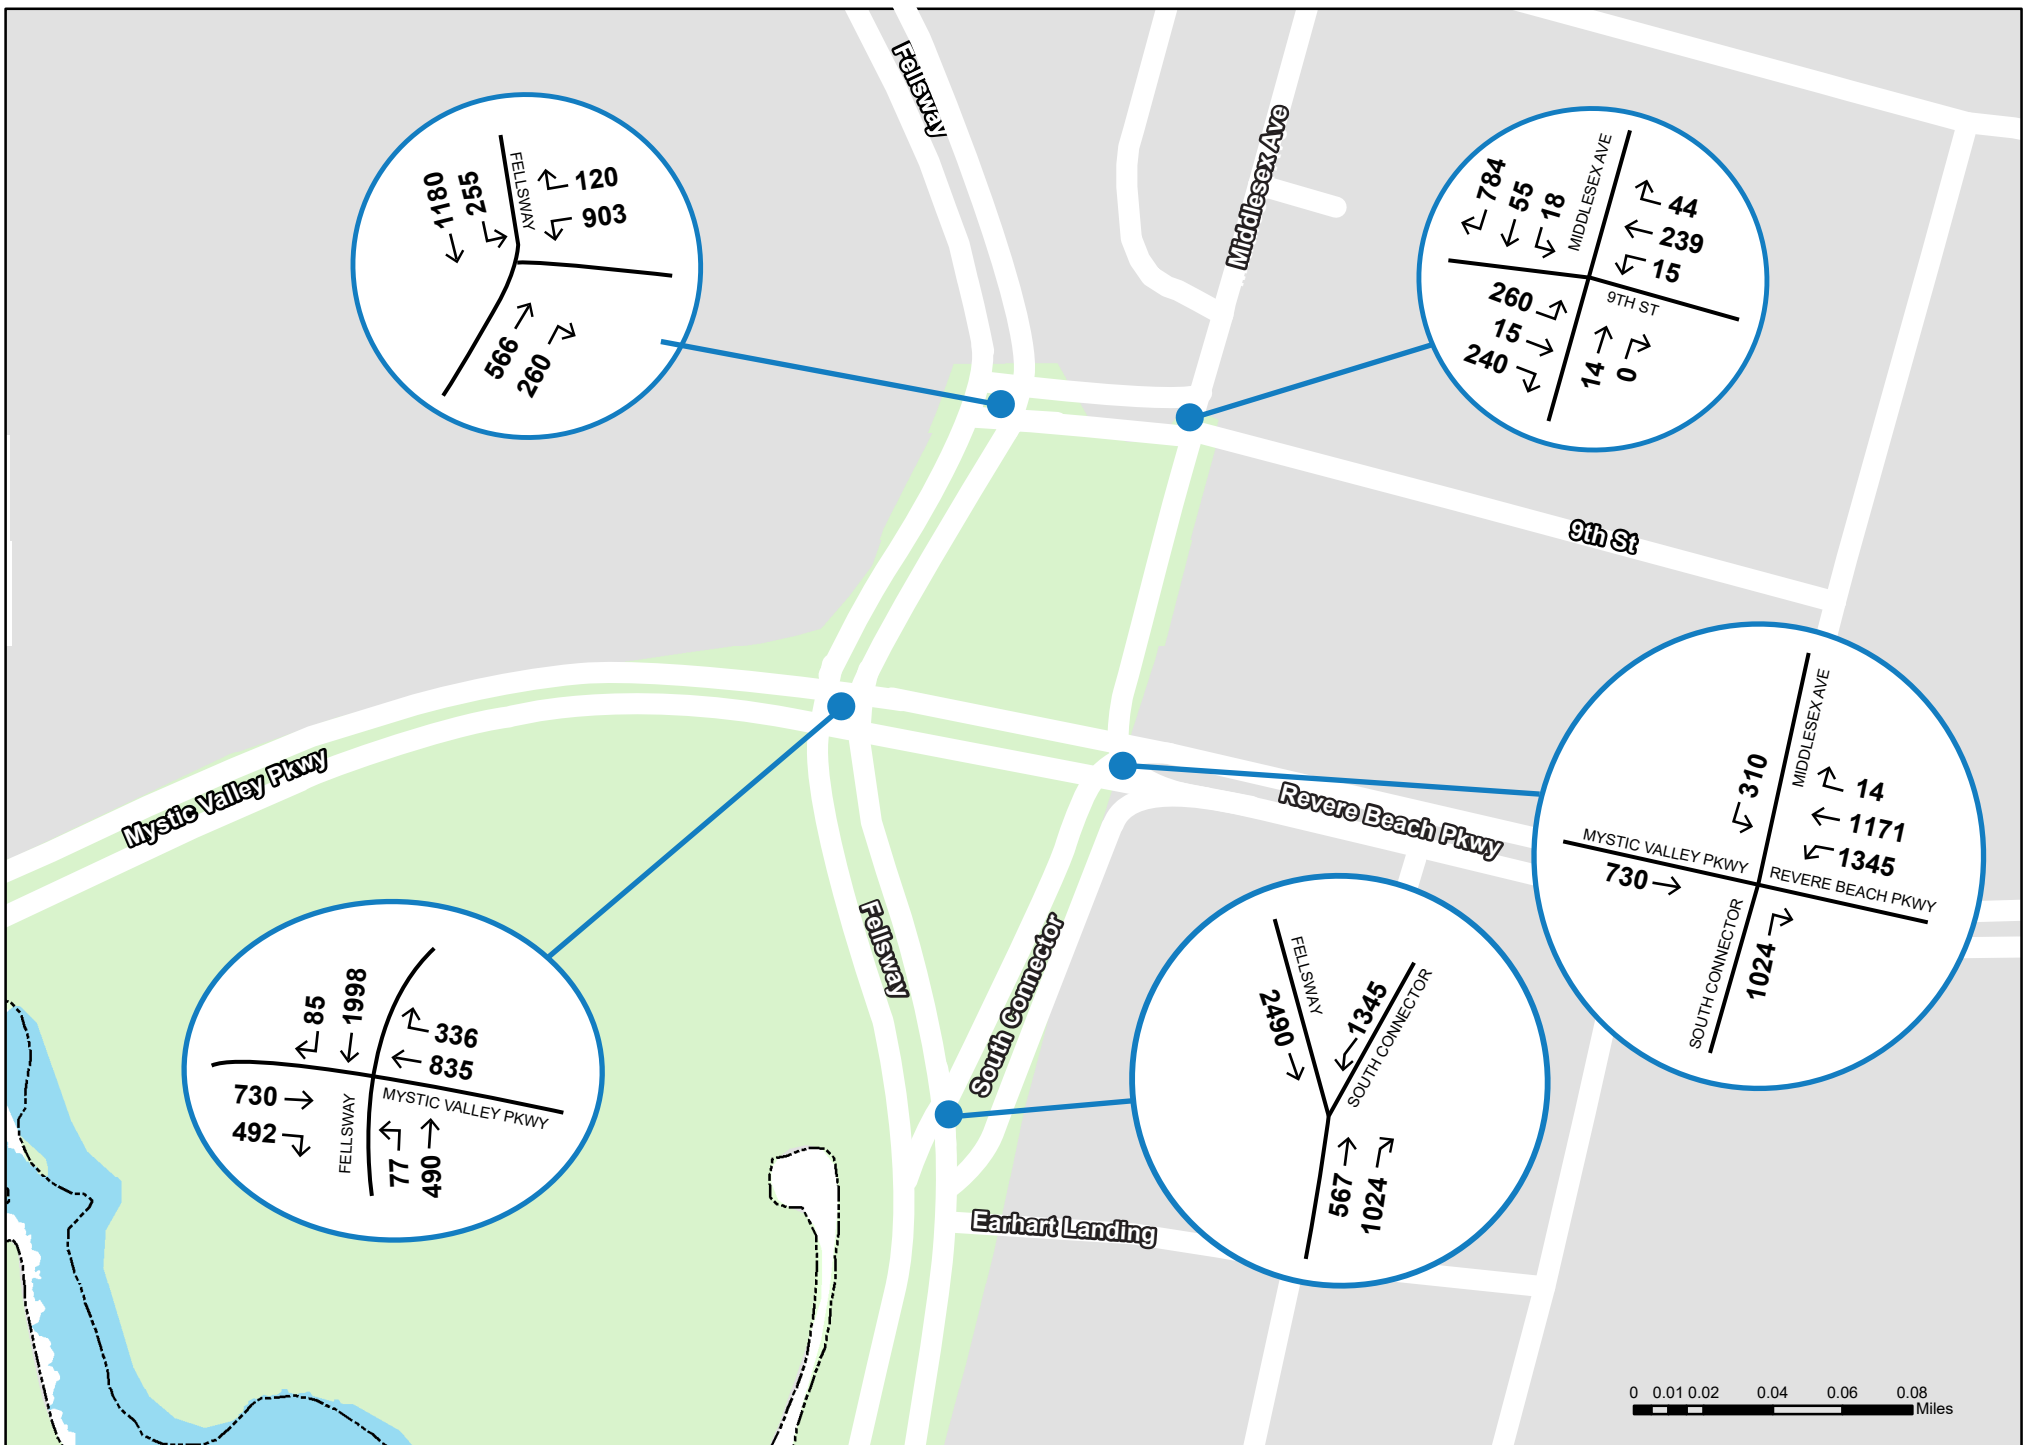 Fellsway
Middlesex Ave
1180
255
FELLSWAY
120
903
566
260
784
55
18
MIDDLESEX AVE
44
239
15
260
15
240
9TH ST
14
0
9th St
Mystic Valley Pkwy
Revere Beach Pkwy
310
MIDDLESEX AVE
14
1171
1345
MYSTIC VALLEY PKWY
730
REVERE BEACH PKWY
SOUTH CONNECTOR
1024
Fellsway
South Connector
85
1998
336
835
730
492
MYSTIC VALLEY PKWY
FELLSWAY
77
490
FELLSWAY
2490
1345
SOUTH CONNECTOR
567
1024
Earhart Landing
0 0.01 0.02 0.04 0.06 0.08
Miles